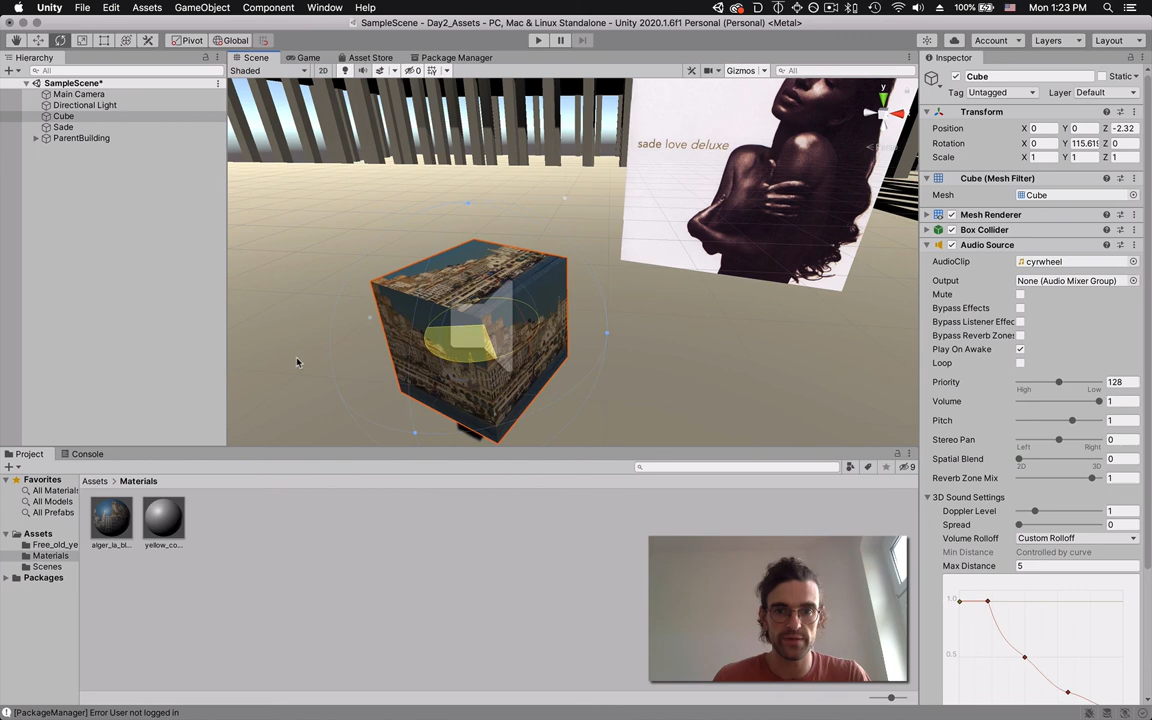 Unity File Edit Assets GameObject Component Window Help 100% Mon 1:23 PM
SampleScene - Day2_Assets - PC, Mac & Linux Standalone - Unity 2020.1.6f1 Personal (Personal) <Metal>
Pivot Global Account Layers Layout
Hierarchy Scene Game Asset Store Package Manager Inspector
All Shaded 2D 0 Gizmos All
SampleScene*
Main Camera
Directional Light
Cube
Sade
ParentBuilding
sade love deluxe
y
Cube Static
Tag Untagged Layer Default
Transform
Position X 0 Y 0 Z -2.32
Rotation X 0 Y 115.619 Z 0
Scale X 1 Y 1 Z 1
Cube (Mesh Filter)
Mesh Cube
Mesh Renderer
Box Collider
Audio Source
AudioClip cyrwheel
Output None (Audio Mixer Group)
Mute
Bypass Effects
Bypass Listener Effec
Bypass Reverb Zones
Play On Awake
Loop
Priority 128
High Low
Volume 1
Pitch 1
Stereo Pan 0
Left Right
Spatial Blend 0
2D 3D
Reverb Zone Mix 1
3D Sound Settings
Doppler Level 1
Spread 0
Volume Rolloff Custom Rolloff
Min Distance Controlled by curve
Max Distance 5
1.0
0.5
Project Console
9
Favorites
All Materials
All Models
All Prefabs
Assets
Free_old_ye
Materials
Scenes
Packages
Assets > Materials
alger_la_bl... yellow_co...
[PackageManager] Error User not logged in